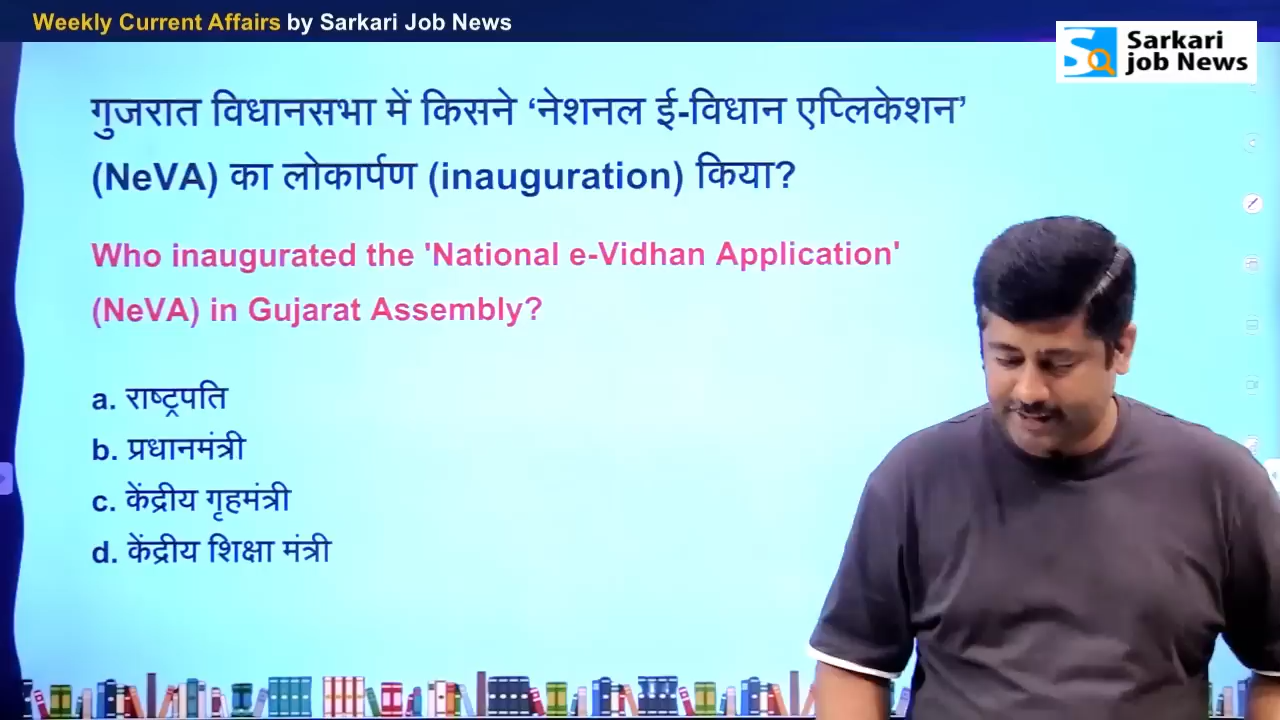 Weekly Current Affairs by Sarkari Job News
Sarkari
job News
गुजरात विधानसभा में किसने ‘नेशनल ई-विधान एप्लिकेशन’
(NeVA) का लोकार्पण (inauguration) किया?
Who inaugurated the 'National e-Vidhan Application'
(NeVA) in Gujarat Assembly?
a. राष्ट्रपति
b. प्रधानमंत्री
c. केंद्रीय गृहमंत्री
d. केंद्रीय शिक्षा मंत्री